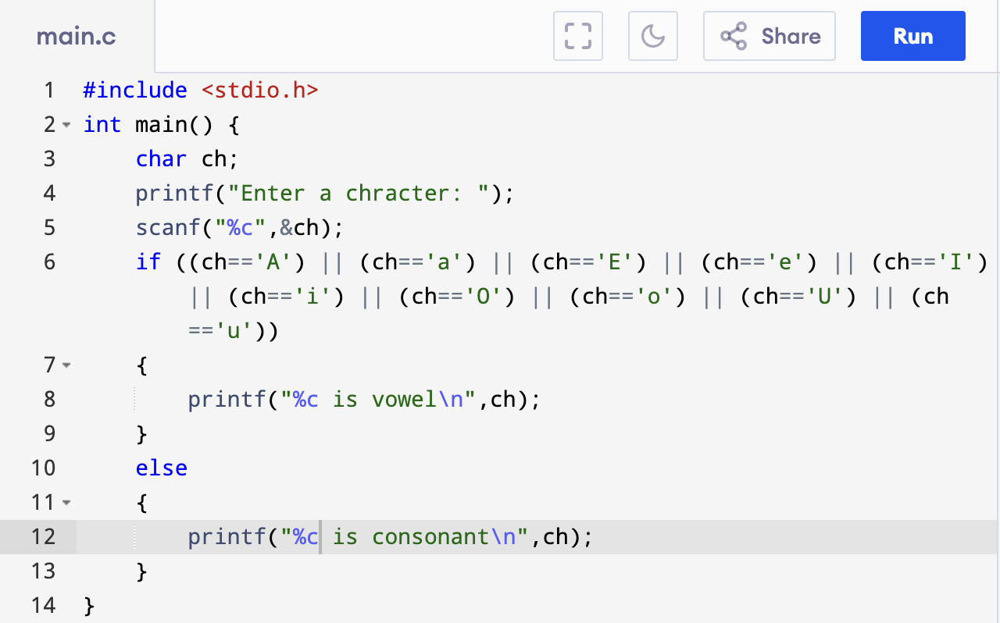 main.c
Share
Run
1 #include <stdio.h>
2 int main() {
3 char ch;
4 printf("Enter a chracter: ");
5 scanf("%c",&ch);
6 if ((ch=='A') || (ch=='a') || (ch=='E') || (ch=='e') || (ch=='I')
|| (ch=='i') || (ch=='O') || (ch=='o') || (ch=='U') || (ch
=='u'))
7 {
8 printf("%c is vowel\n",ch);
9 }
10 else
11 {
12 printf("%c is consonant\n",ch);
13 }
14 }